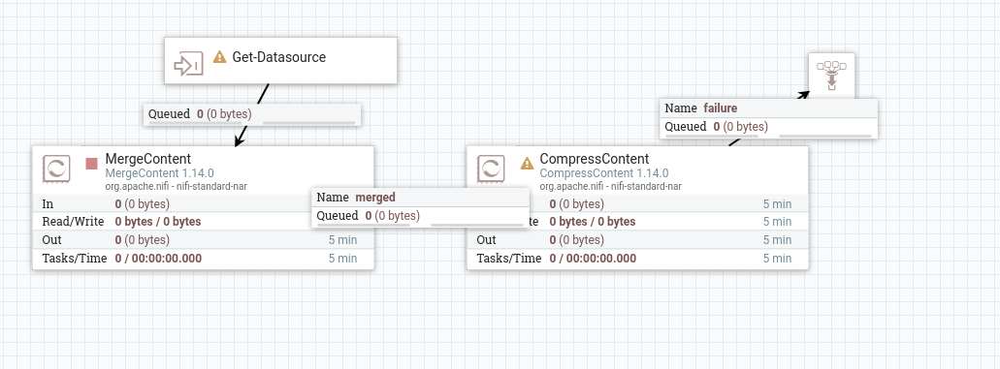 Get-Datasource
Queued 0 (0 bytes)
Name failure
Queued 0 (0 bytes)
MergeContent
MergeContent 1.14.0
org.apache.nifi - nifi-standard-nar
In 0 (0 bytes)
Read/Write 0 bytes / 0 bytes
Out 0 (0 bytes) 5 min
Tasks/Time 0 / 00:00:00.000 5 min
Name merged
Queued 0 (0 bytes)
CompressContent
CompressContent 1.14.0
org.apache.nifi - nifi-standard-nar
0 (0 bytes) 5 min
te 0 bytes / 0 bytes 5 min
Out 0 (0 bytes) 5 min
Tasks/Time 0 / 00:00:00.000 5 min